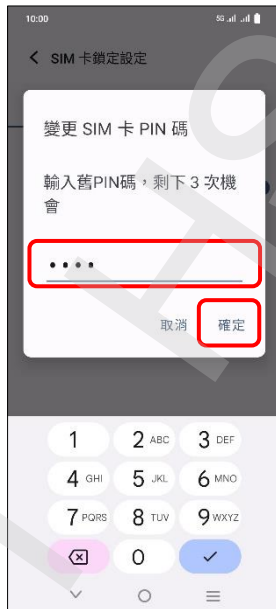 10:00 5G
SIM 卡鎖定設定
變更 SIM 卡 PIN 碼
輸入舊PIN碼，剩下 3 次機
會
••••
取消 確定
1 2 ABC 3 DEF
4 GHI 5 JKL 6 MNO
7 PQRS 8 TUV 9 WXYZ
0